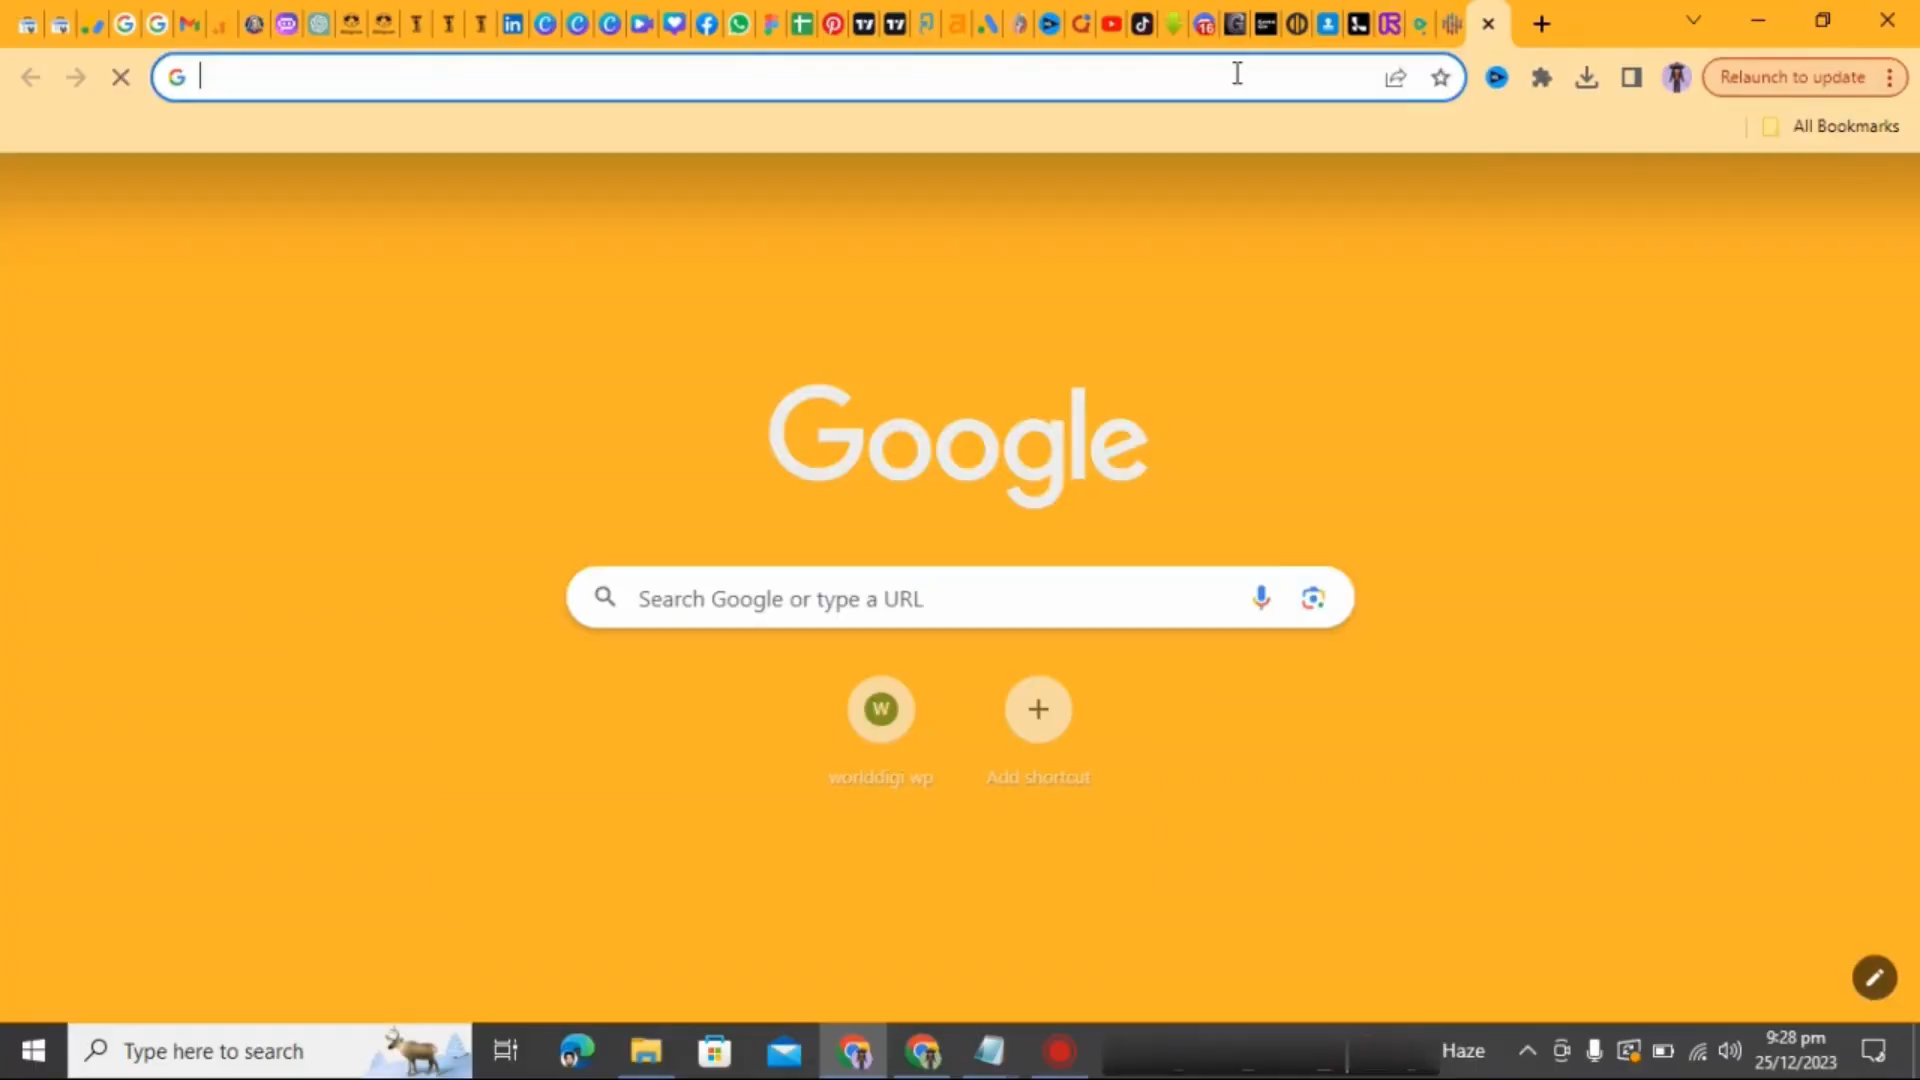 Relaunch to update
All Bookmarks
Google
Search Google or type a URL
W
worlddigi wp
Add shortcut
Type here to search
Haze
9:28 pm
25/12/2023